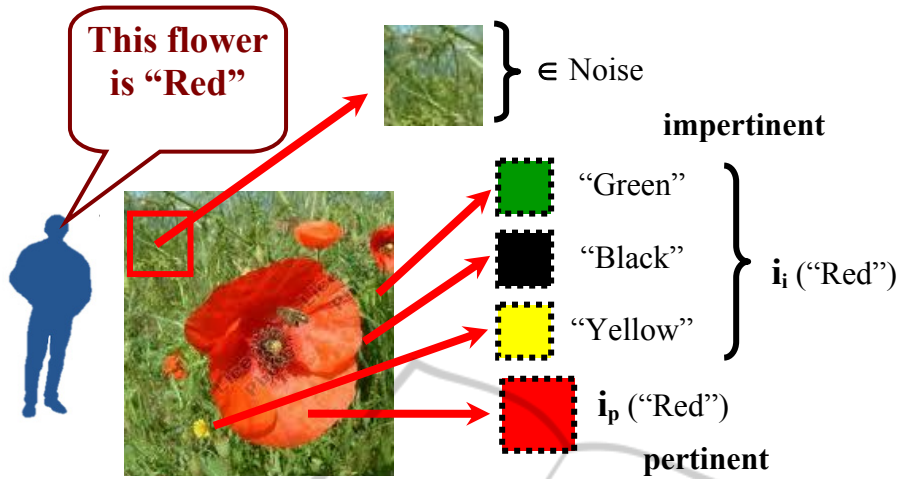 This flower
is “Red”
∈ Noise
impertinent
“Green”
“Black”
iᵢ (“Red”)
“Yellow”
iₚ (“Red”)
pertinent